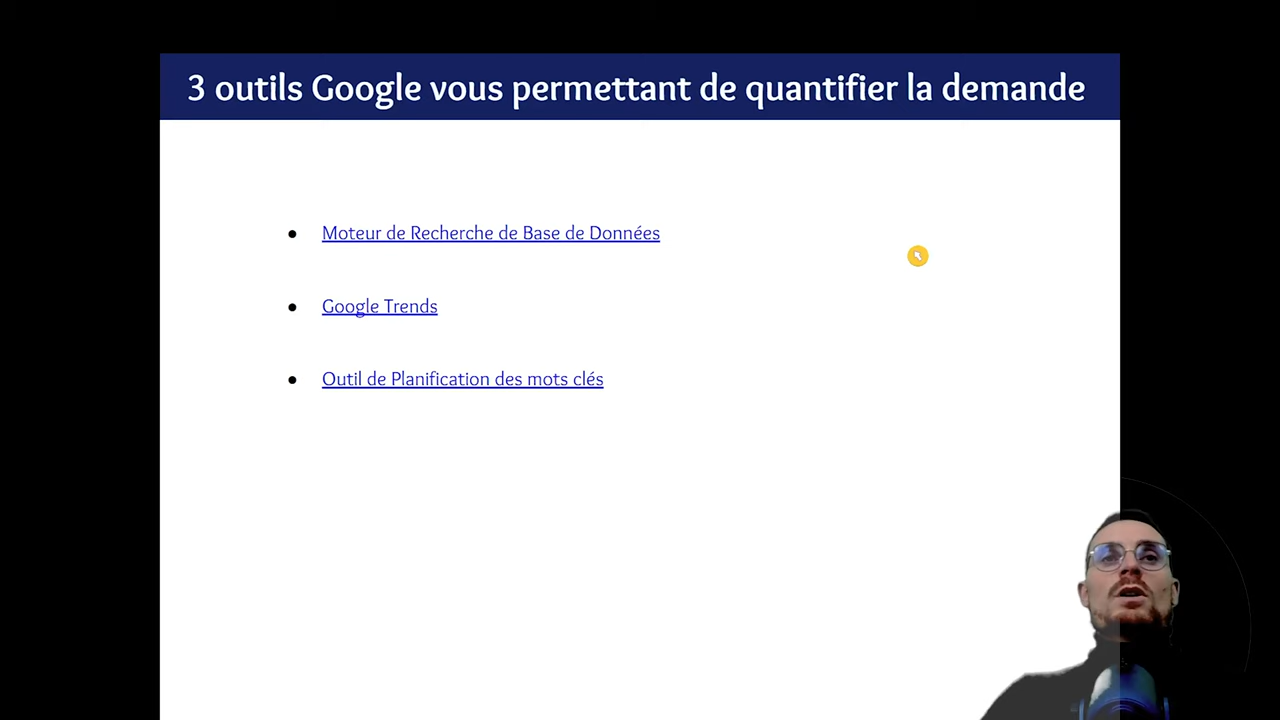 3 outils Google vous permettant de quantifier la demande
● Moteur de Recherche de Base de Données
● Google Trends
● Outil de Planification des mots clés